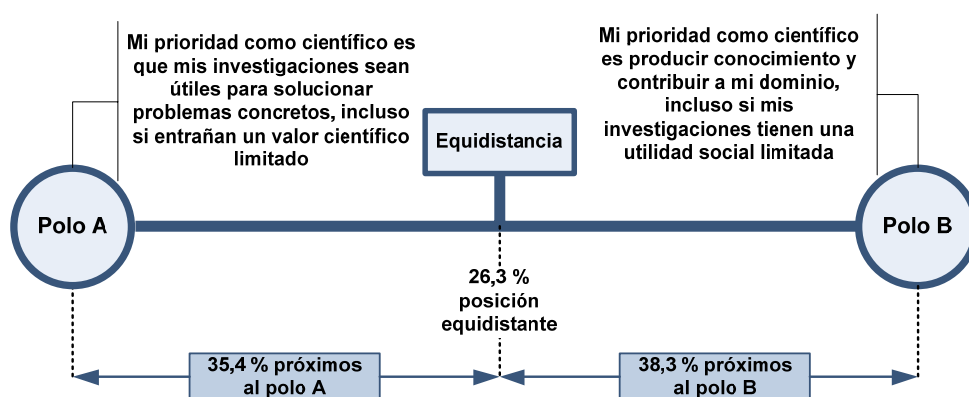 Mi prioridad como científico es
que mis investigaciones sean
útiles para solucionar
problemas concretos, incluso
si entrañan un valor científico
limitado
Mi prioridad como científico
es producir conocimiento y
contribuir a mi dominio,
incluso si mis
investigaciones tienen una
utilidad social limitada
Equidistancia
Polo A
Polo B
26,3 %
posición
equidistante
35,4 % próximos
al polo A
38,3 % próximos
al polo B